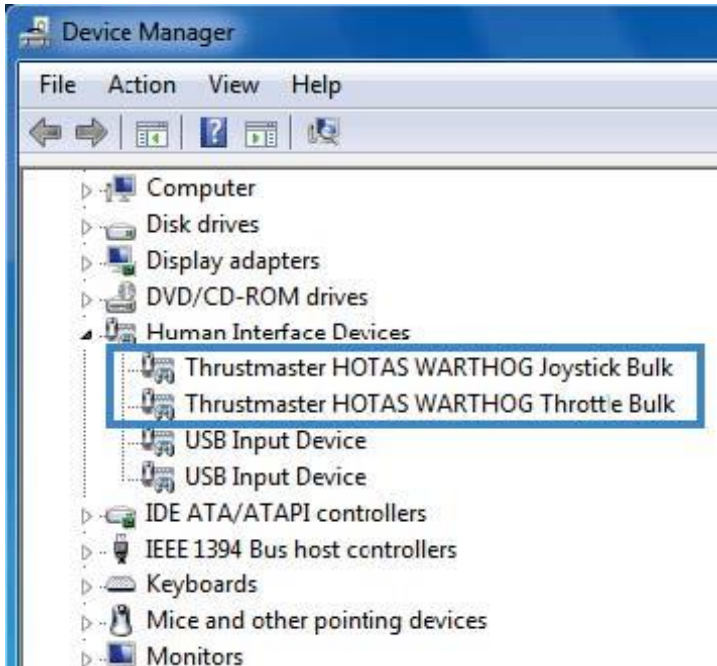 Device Manager
File Action View Help
Computer
Disk drives
Display adapters
DVD/CD-ROM drives
Human Interface Devices
Thrustmaster HOTAS WARTHOG Joystick Bulk
Thrustmaster HOTAS WARTHOG Throttle Bulk
USB Input Device
USB Input Device
IDE ATA/ATAPI controllers
IEEE 1394 Bus host controllers
Keyboards
Mice and other pointing devices
Monitors